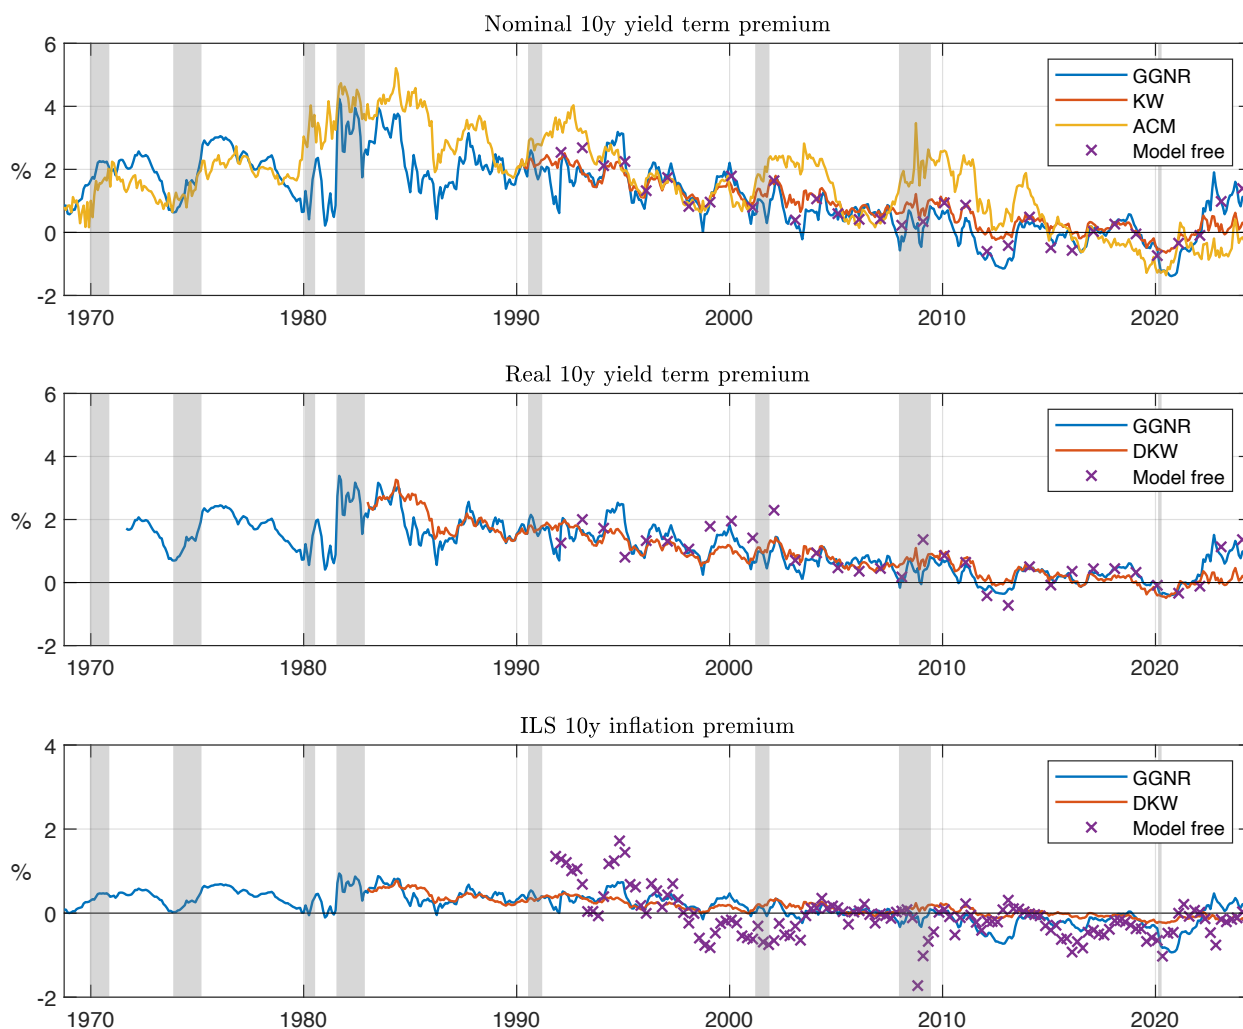 Nominal 10y yield term premium
6
4
2
0
-2
%
GGNR
KW
ACM
Model free
1970 1980 1990 2000 2010 2020
Real 10y yield term premium
6
4
2
0
-2
%
GGNR
DKW
Model free
1970 1980 1990 2000 2010 2020
ILS 10y inflation premium
4
2
0
-2
%
GGNR
DKW
Model free
1970 1980 1990 2000 2010 2020